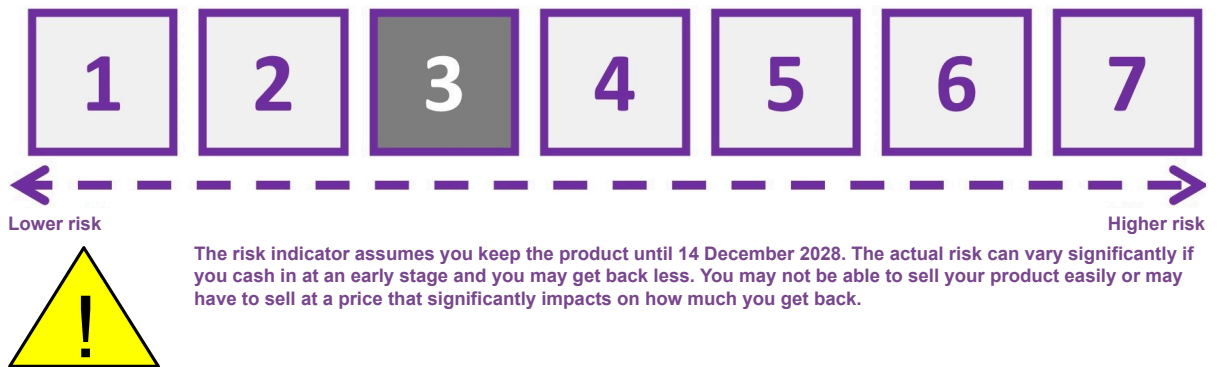 1 2 3 4 5 6 7
Lower risk Higher risk
The risk indicator assumes you keep the product until 14 December 2028. The actual risk can vary significantly if
you cash in at an early stage and you may get back less. You may not be able to sell your product easily or may
have to sell at a price that significantly impacts on how much you get back.
!